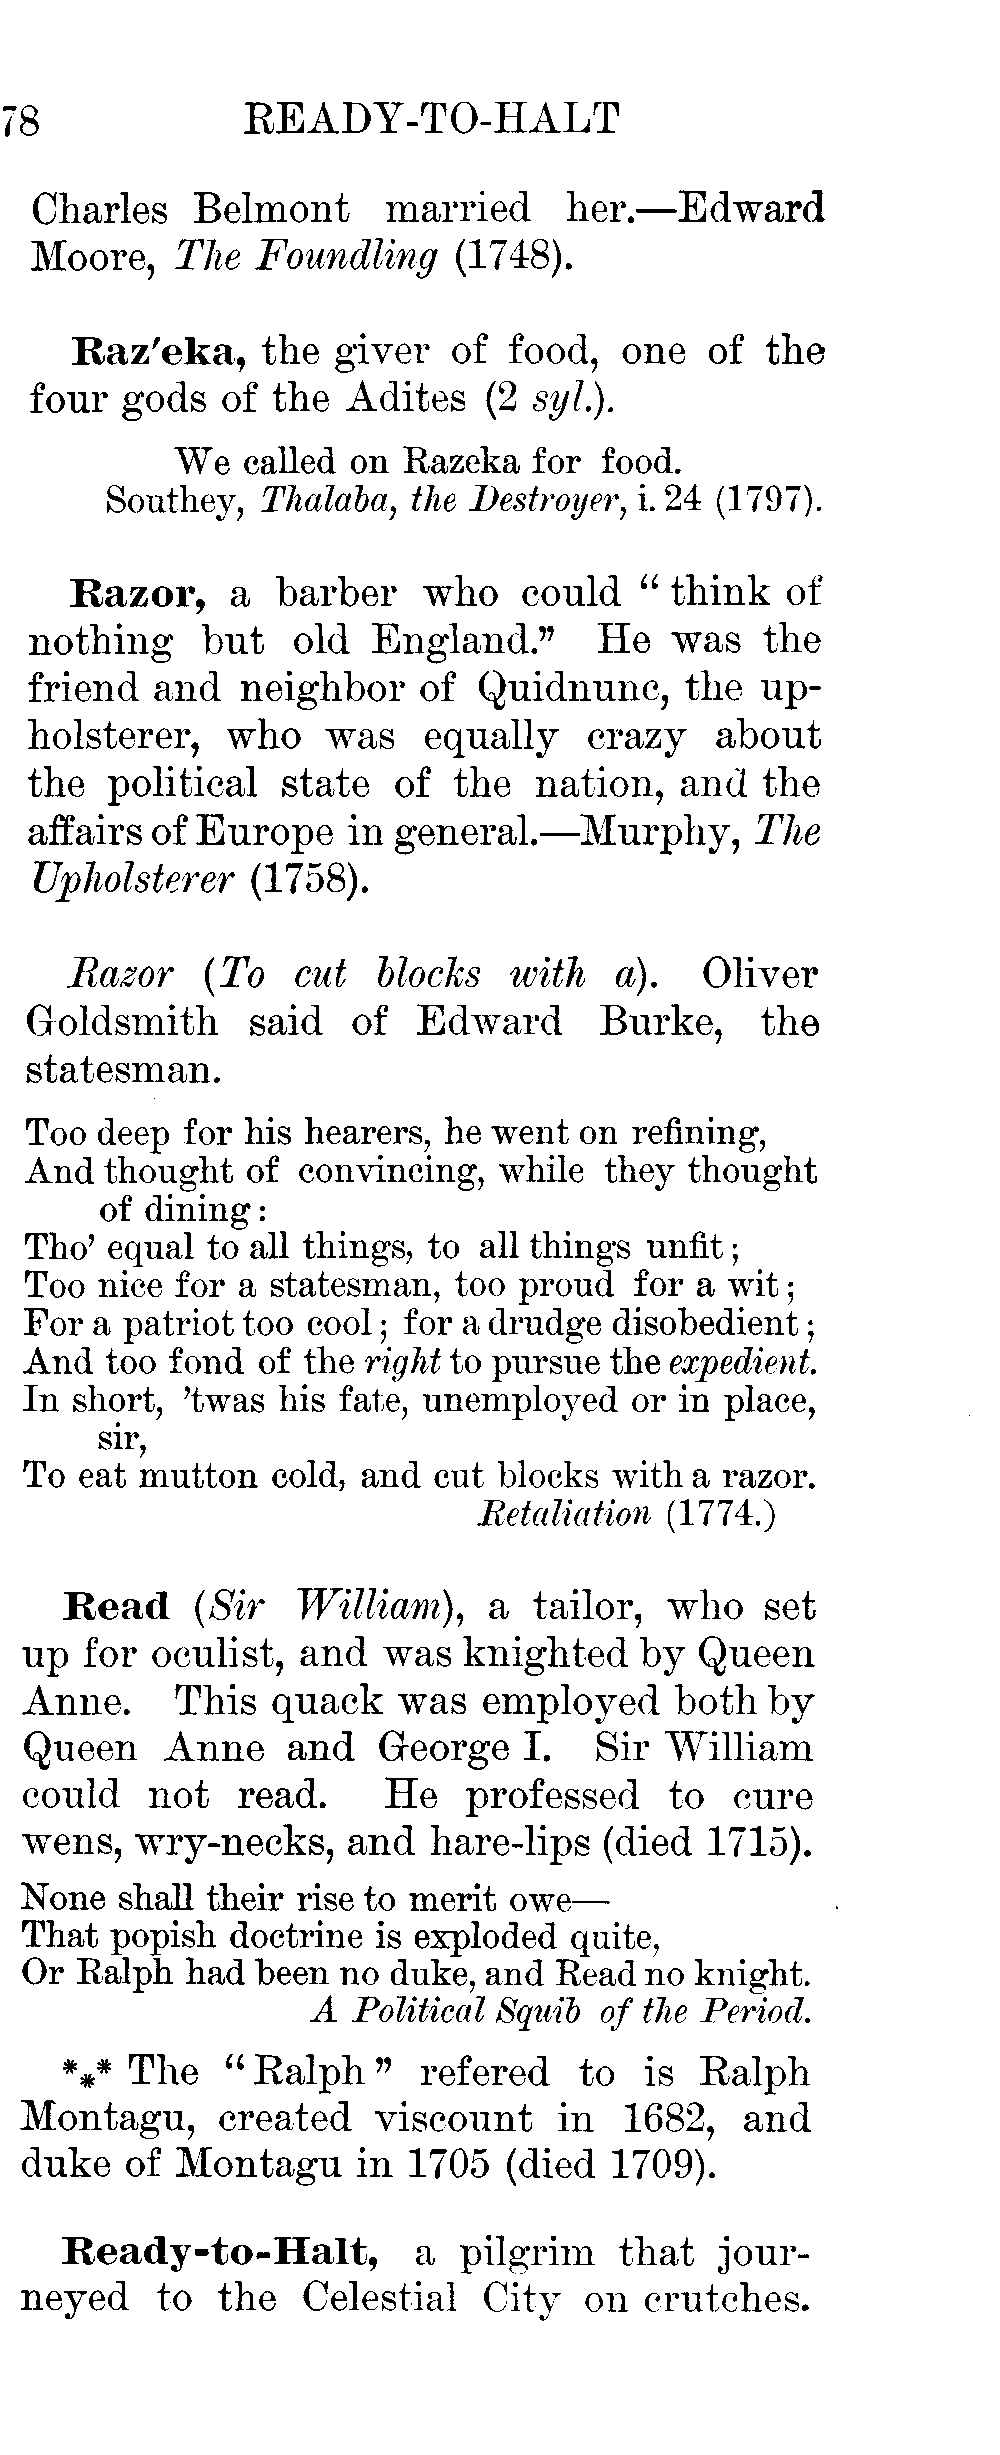 78 READY-TO-HALT
Charles Belmont married her.—Edward
Moore, The Foundling (1748).
Raz'eka, the giver of food, one of the
four gods of the Adites (2 syl.).
We called on Razeka for food.
Southey, Thalaba, the Destroyer, i. 24 (1797).
Razor, a barber who could “ think of
nothing but old England.” He was the
friend and neighbor of Quidnunc, the up-
holsterer, who was equally crazy about
the political state of the nation, and the
affairs of Europe in general.—Murphy, The
Upholsterer (1758).
Razor (To cut blocks with a). Oliver
Goldsmith said of Edward Burke, the
statesman.
Too deep for his hearers, he went on refining,
And thought of convincing, while they thought
of dining :
Tho’ equal to all things, to all things unfit ;
Too nice for a statesman, too proud for a wit ;
For a patriot too cool ; for a drudge disobedient ;
And too fond of the right to pursue the expedient.
In short, ’twas his fate, unemployed or in place,
sir,
To eat mutton cold, and cut blocks with a razor.
Retaliation (1774.)
Read (Sir William), a tailor, who set
up for oculist, and was knighted by Queen
Anne. This quack was employed both by
Queen Anne and George I. Sir William
could not read. He professed to cure
wens, wry-necks, and hare-lips (died 1715).
None shall their rise to merit owe—
That popish doctrine is exploded quite,
Or Ralph had been no duke, and Read no knight.
A Political Squib of the Period.
*⁎* The “ Ralph ” refered to is Ralph
Montagu, created viscount in 1682, and
duke of Montagu in 1705 (died 1709).
Ready-to-Halt, a pilgrim that jour-
neyed to the Celestial City on crutches.